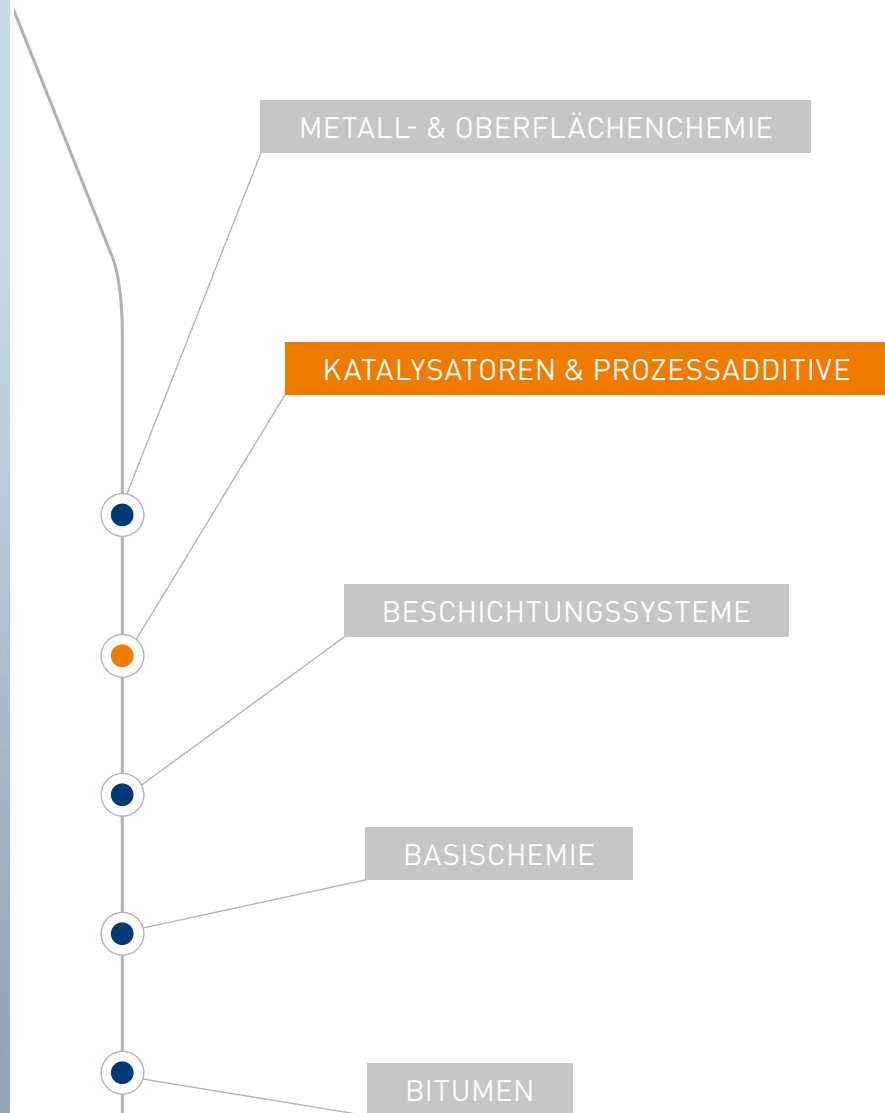 METALL- & OBERFLÄCHENCHEMIE
KATALYSATOREN & PROZESSADDITIVE
BESCHICHTUNGSSYSTEME
BASISCHEMIE
BITUMEN